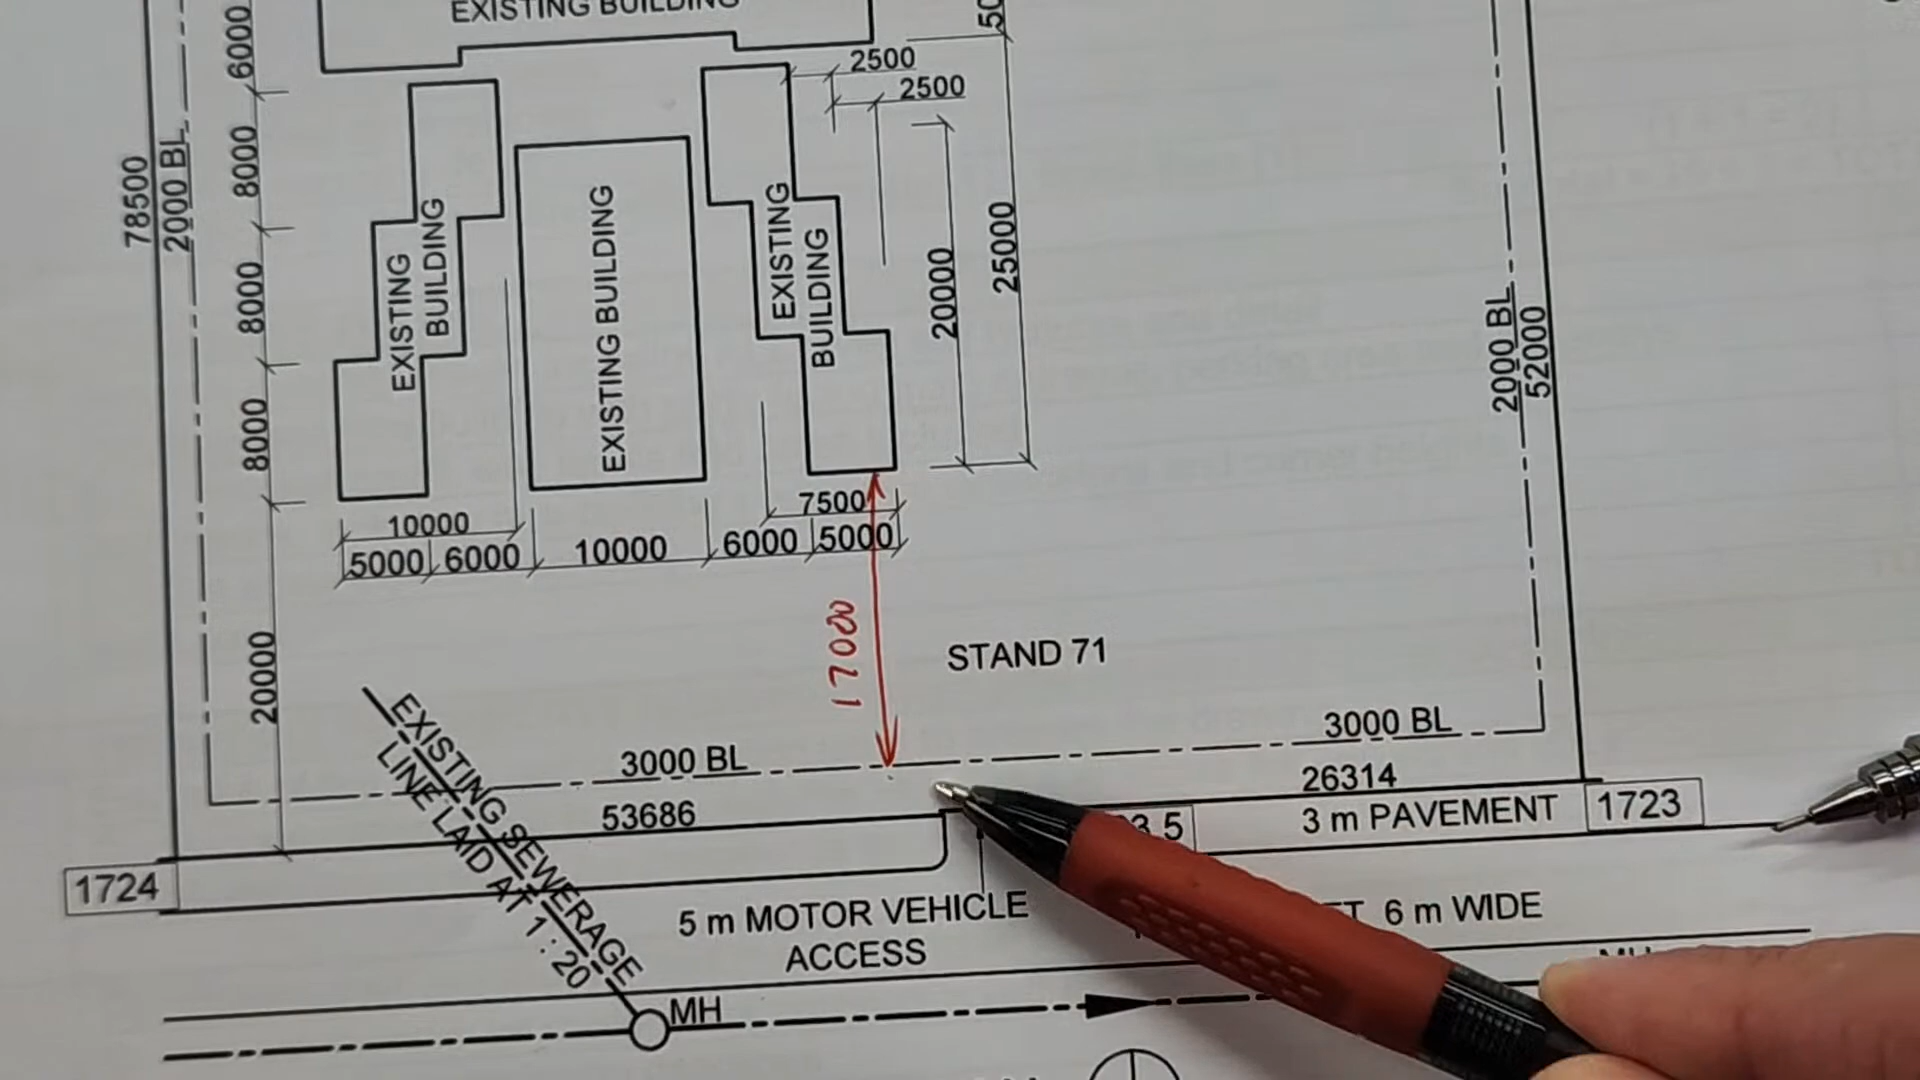 EXISTING BUILDING
6000
50
2500
2500
8000
78500
2000 BL
EXISTING
BUILDING
EXISTING BUILDING
EXISTING
BUILDING
8000
20000
25000
2000 BL
52000
8000
10000
7500
5000
6000
10000
6000
5000
20000
17000
STAND 71
EXISTING SEWERAGE
LINE LAID AT 1 : 20
3000 BL
3000 BL
53686
26314
3 m PAVEMENT
1723
1724
5 m MOTOR VEHICLE
ACCESS
6 m WIDE
MH